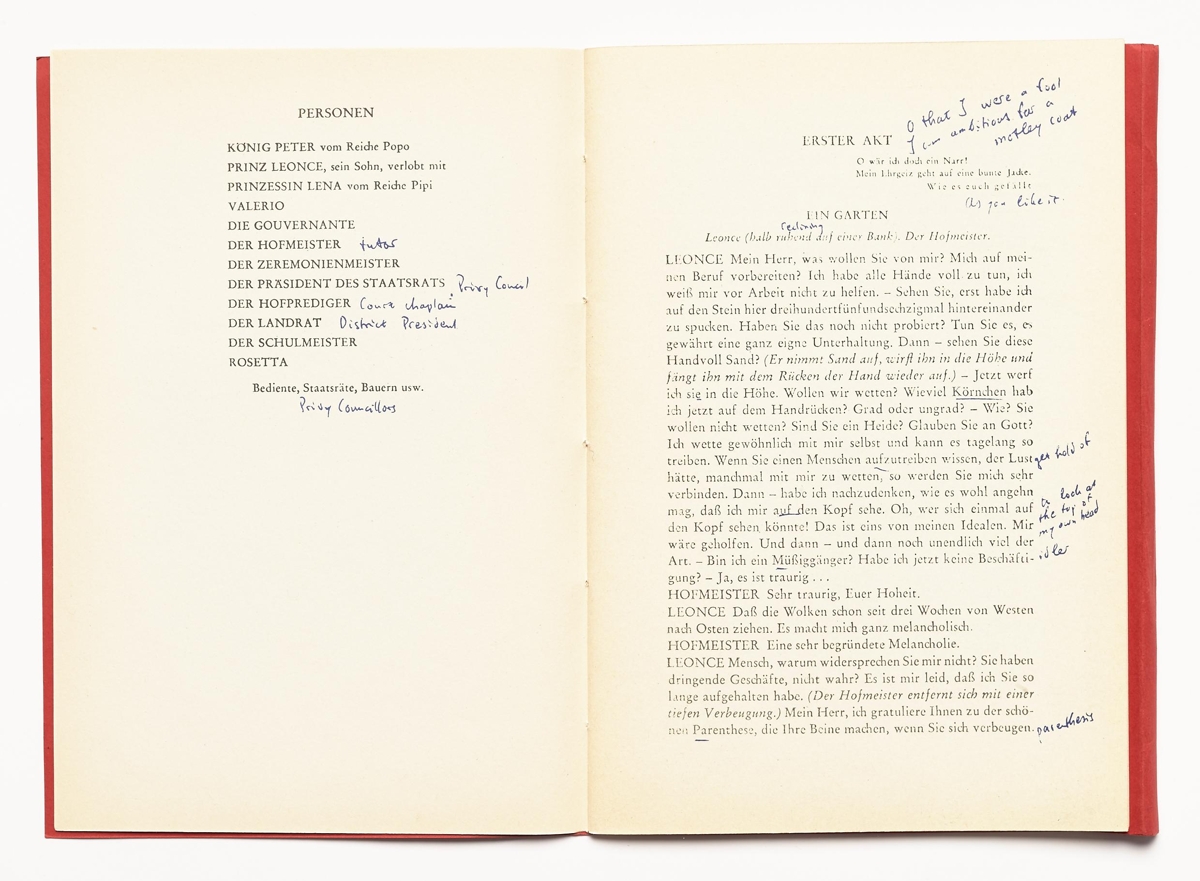 PERSONEN
KÖNIG PETER vom Reiche Popo
PRINZ LEONCE, sein Sohn, verlobt mit
PRINZESSIN LENA vom Reiche Pipi
VALERIO
DIE GOUVERNANTE
DER HOFMEISTER tutor
DER ZEREMONIENMEISTER
DER PRÄSIDENT DES STAATSRATS Privy Council
DER HOFPREDIGER Court chaplain
DER LANDRAT District President
DER SCHULMEISTER
ROSETTA
Bediente, Staatsräte, Bauern usw.
Privy Councillors
O that I were a fool
I am ambitious for a
motley coat
ERSTER AKT
O wär ich doch ein Narr!
Mein Ehrgeiz geht auf eine bunte Jacke.
Wie es euch gefällt
As you like it.
EIN GARTEN
reclining
Leonce (halb ruhend auf einer Bank). Der Hofmeister.
LEONCE Mein Herr, was wollen Sie von mir? Mich auf mei-
nen Beruf vorbereiten? Ich habe alle Hände voll zu tun, ich
weiß mir vor Arbeit nicht zu helfen. – Sehen Sie, erst habe ich
auf den Stein hier dreihundertfünfundsechzigmal hintereinander
zu spucken. Haben Sie das noch nicht probiert? Tun Sie es, es
gewährt eine ganz eigne Unterhaltung. Dann – sehen Sie diese
Handvoll Sand? (Er nimmt Sand auf, wirft ihn in die Höhe und
fängt ihn mit dem Rücken der Hand wieder auf.) – Jetzt werf
ich sie in die Höhe. Wollen wir wetten? Wieviel Körnchen hab
ich jetzt auf dem Handrücken? Grad oder ungrad? – Wie? Sie
wollen nicht wetten? Sind Sie ein Heide? Glauben Sie an Gott?
Ich wette gewöhnlich mit mir selbst und kann es tagelang so
treiben. Wenn Sie einen Menschen aufzutreiben wissen, der Lust get hold of
hätte, manchmal mit mir zu wetten, so werden Sie mich sehr
verbinden. Dann – habe ich nachzudenken, wie es wohl angehn
mag, daß ich mir auf den Kopf sehe. Oh, wer sich einmal auf to look at
den Kopf sehen könnte! Das ist eins von meinen Idealen. Mir the top of
wäre geholfen. Und dann – und dann noch unendlich viel der my own head
Art. – Bin ich ein Müßiggänger? Habe ich jetzt keine Beschäfti- idler
gung? – Ja, es ist traurig ...
HOFMEISTER Sehr traurig, Euer Hoheit.
LEONCE Daß die Wolken schon seit drei Wochen von Westen
nach Osten ziehen. Es macht mich ganz melancholisch.
HOFMEISTER Eine sehr begründete Melancholie.
LEONCE Mensch, warum widersprechen Sie mir nicht? Sie haben
dringende Geschäfte, nicht wahr? Es ist mir leid, daß ich Sie so
lange aufgehalten habe. (Der Hofmeister entfernt sich mit einer
tiefen Verbeugung.) Mein Herr, ich gratuliere Ihnen zu der schö-
nen Parenthese, die Ihre Beine machen, wenn Sie sich verbeugen. parenthesis